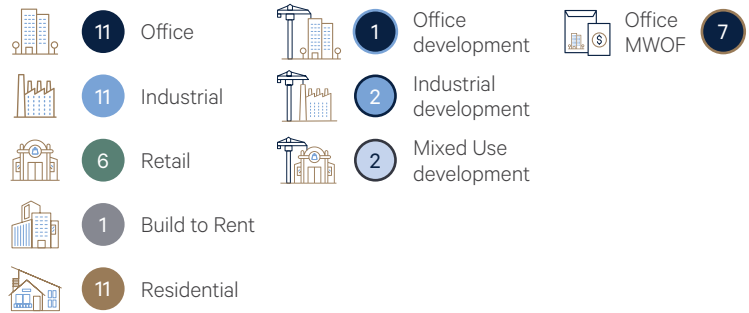 11 Office
11 Industrial
6 Retail
1 Build to Rent
11 Residential
1 Office
development
2 Industrial
development
2 Mixed Use
development
$
Office
MWOF 7